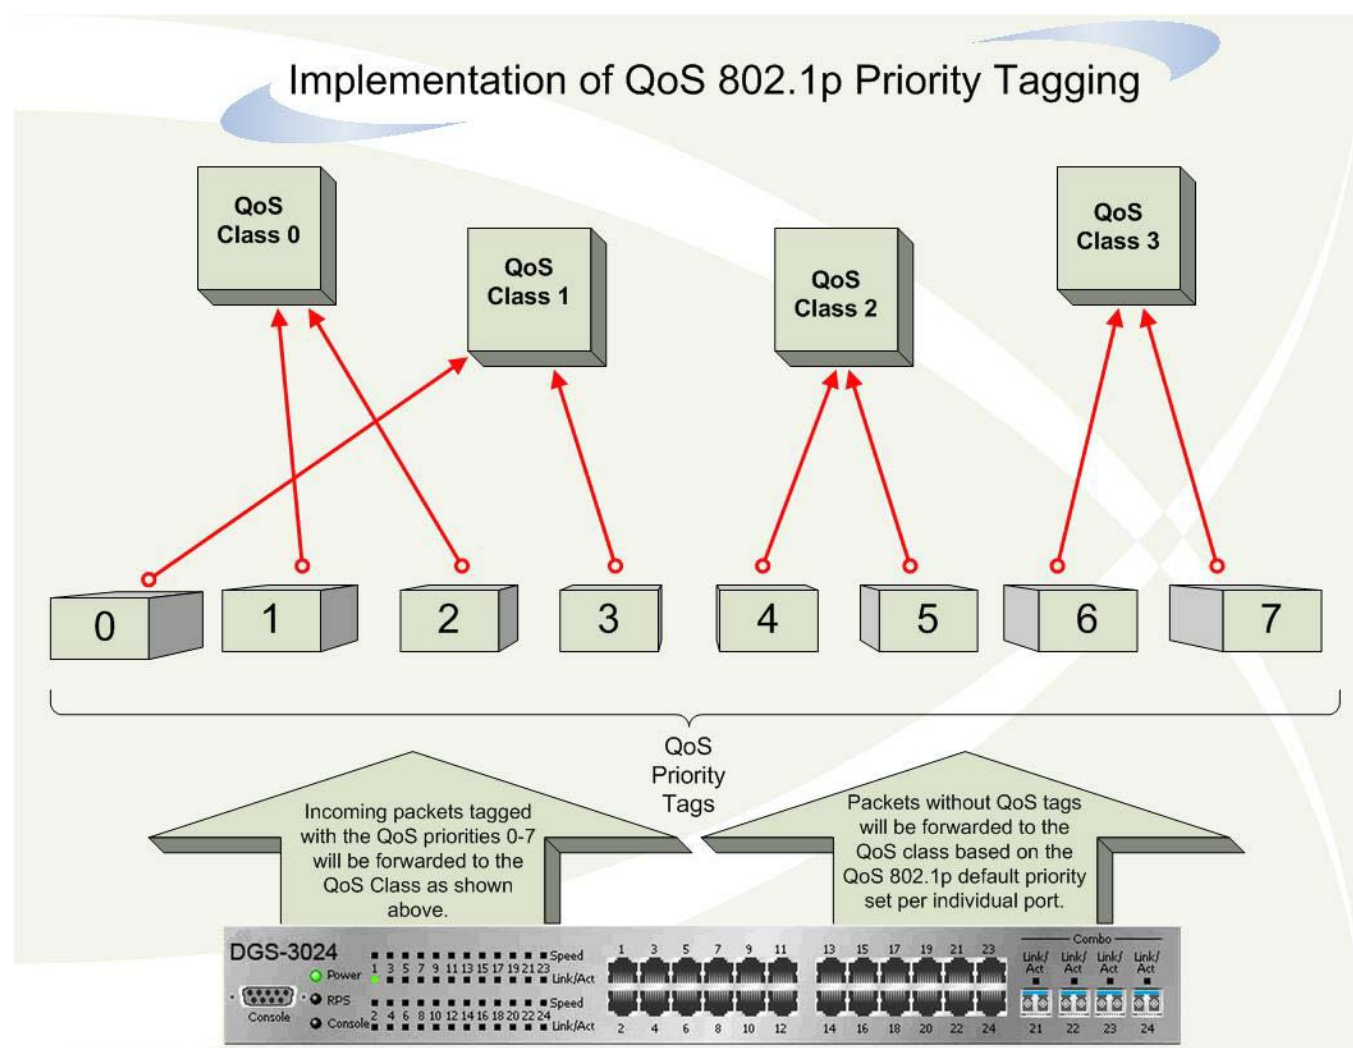 Implementation of QoS 802.1p Priority Tagging
QoS
Class 0
QoS
Class 1
QoS
Class 2
QoS
Class 3
0
1
2
3
4
5
6
7
QoS
Priority
Tags
Incoming packets tagged
with the QoS priorities 0-7
will be forwarded to the
QoS Class as shown
above.
Packets without QoS tags
will be forwarded to the
QoS class based on the
QoS 802.1p default priority
set per individual port.
DGS-3024
Console
Power
RPS
Console
Speed
1 3 5 7 9 11 13 15 17 19 21 23
Link/Act
Speed
2 4 6 8 10 12 14 16 18 20 22 24
Link/Act
1 3 5 7 9 11
2 4 6 8 10 12
13 15 17 19 21 23
14 16 18 20 22 24
Combo
Link/ Link/ Link/ Link/
Act Act Act Act
21 22 23 24